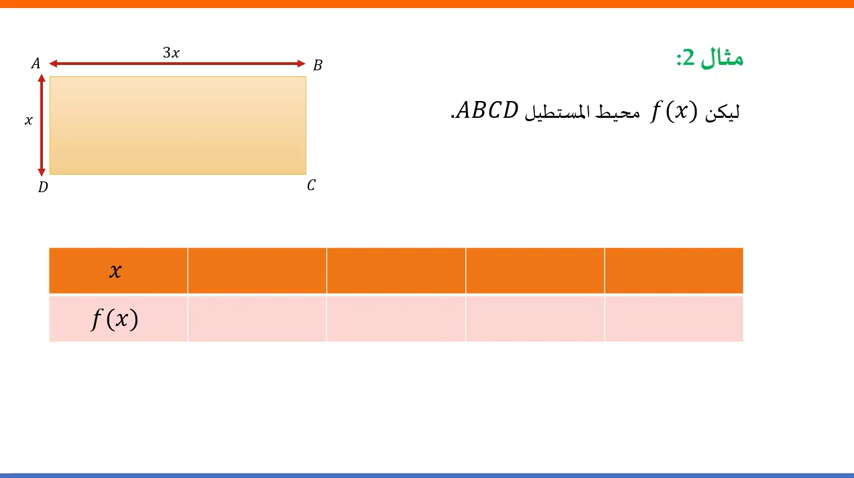 مثال 2:
ليكن f(x) محيط المستطيل ABCD.
3x
A
B
x
D
C
x
f(x)